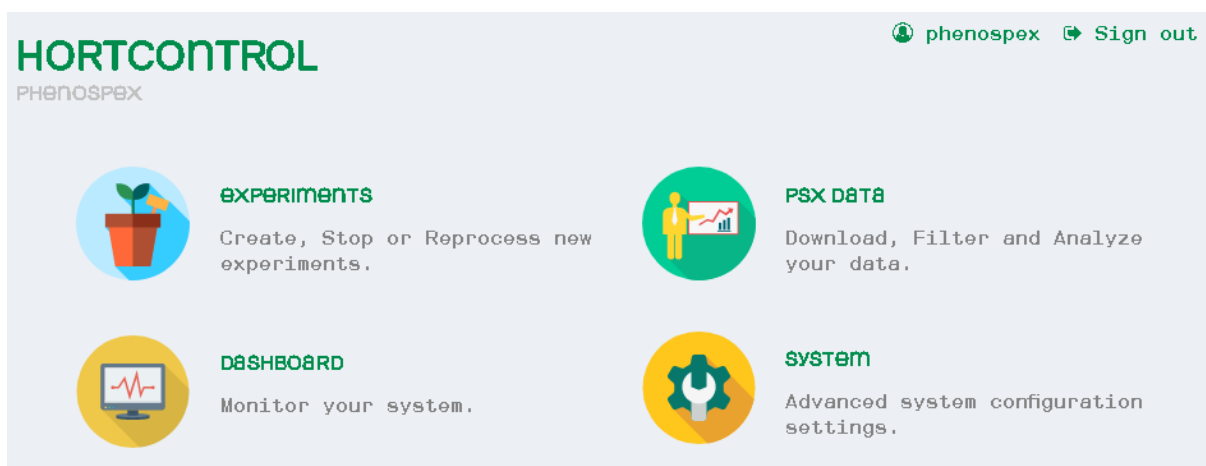 phenospex Sign out
HORTCONTROL
PHENOSPEX
EXPERIMENTS
Create, Stop or Reprocess new
experiments.
PSX DATA
Download, Filter and Analyze
your data.
DASHBOARD
Monitor your system.
SYSTEM
Advanced system configuration
settings.